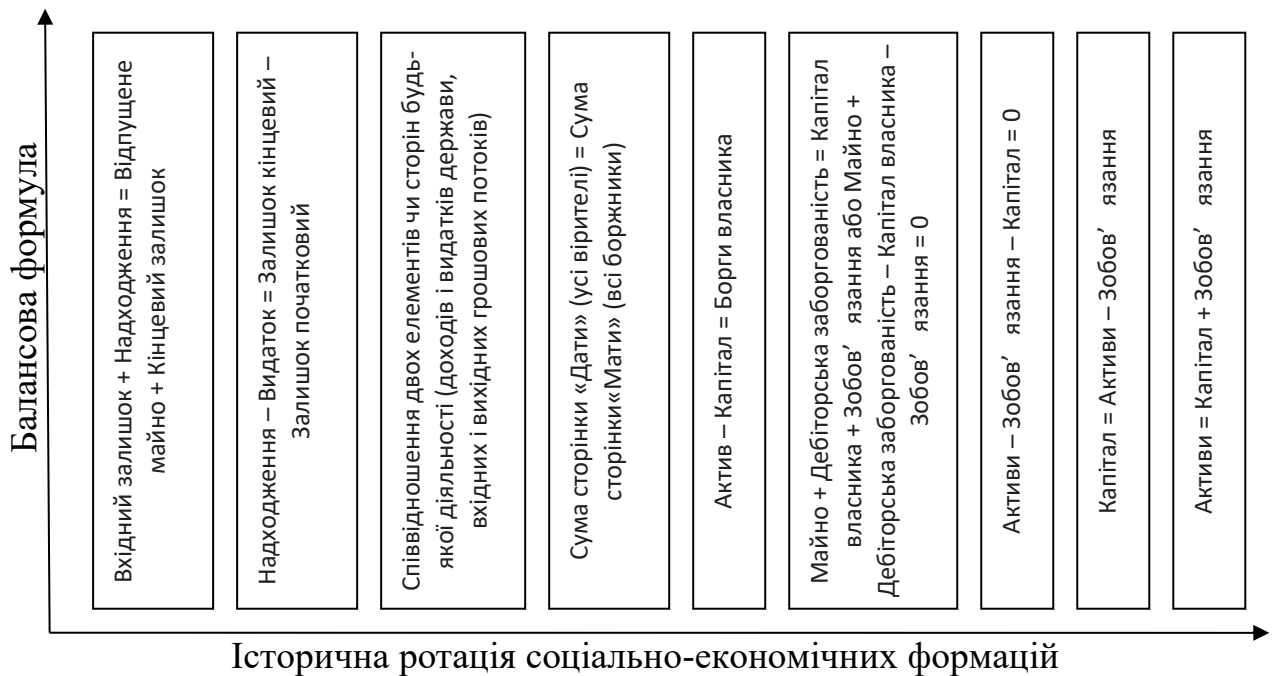 Балансова формула
Вхідний залишок + Надходження = Відпущене
майно + Кінцевий залишок
Надходження – Видаток = Залишок кінцевий –
Залишок початковий
Співвідношення двох елементів чи сторін будь-
якої діяльності (доходів і видатків держави,
вхідних і вихідних грошових потоків)
Сума сторінки «Дати» (усі вірителі) = Сума
сторінки«Мати» (всі боржники)
Актив – Капітал = Борги власника
Майно + Дебіторська заборгованість = Капітал
власника + Зобов’ язання або Майно +
Дебіторська заборгованість – Капітал власника –
Зобов’ язання = 0
Активи – Зобов’ язання – Капітал = 0
Капітал = Активи – Зобов’ язання
Активи = Капітал + Зобов’ язання
Історична ротація соціально-економічних формацій